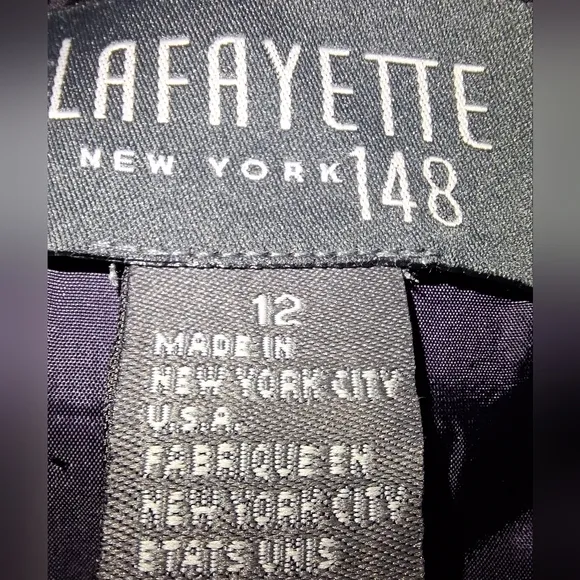 LAFAYETTE
NEW YORK 148
12
MADE IN
NEW YORK CITY
U.S.A.
FABRIQUE EN
NEW YORK CITY
ETATS UNIS